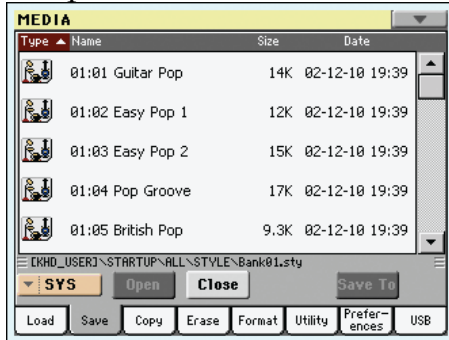 MEDIA
Type Name Size Date
01:01 Guitar Pop 14K 02-12-10 19:39
01:02 Easy Pop 1 12K 02-12-10 19:39
01:03 Easy Pop 2 15K 02-12-10 19:39
01:04 Pop Groove 17K 02-12-10 19:39
01:05 British Pop 9.3K 02-12-10 19:39
[KHD_USER]\STARTUP\ALL\STYLE\Bank01.sty
SYS Open Close Save To
Load Save Copy Erase Format Utility Prefer-
ences USB